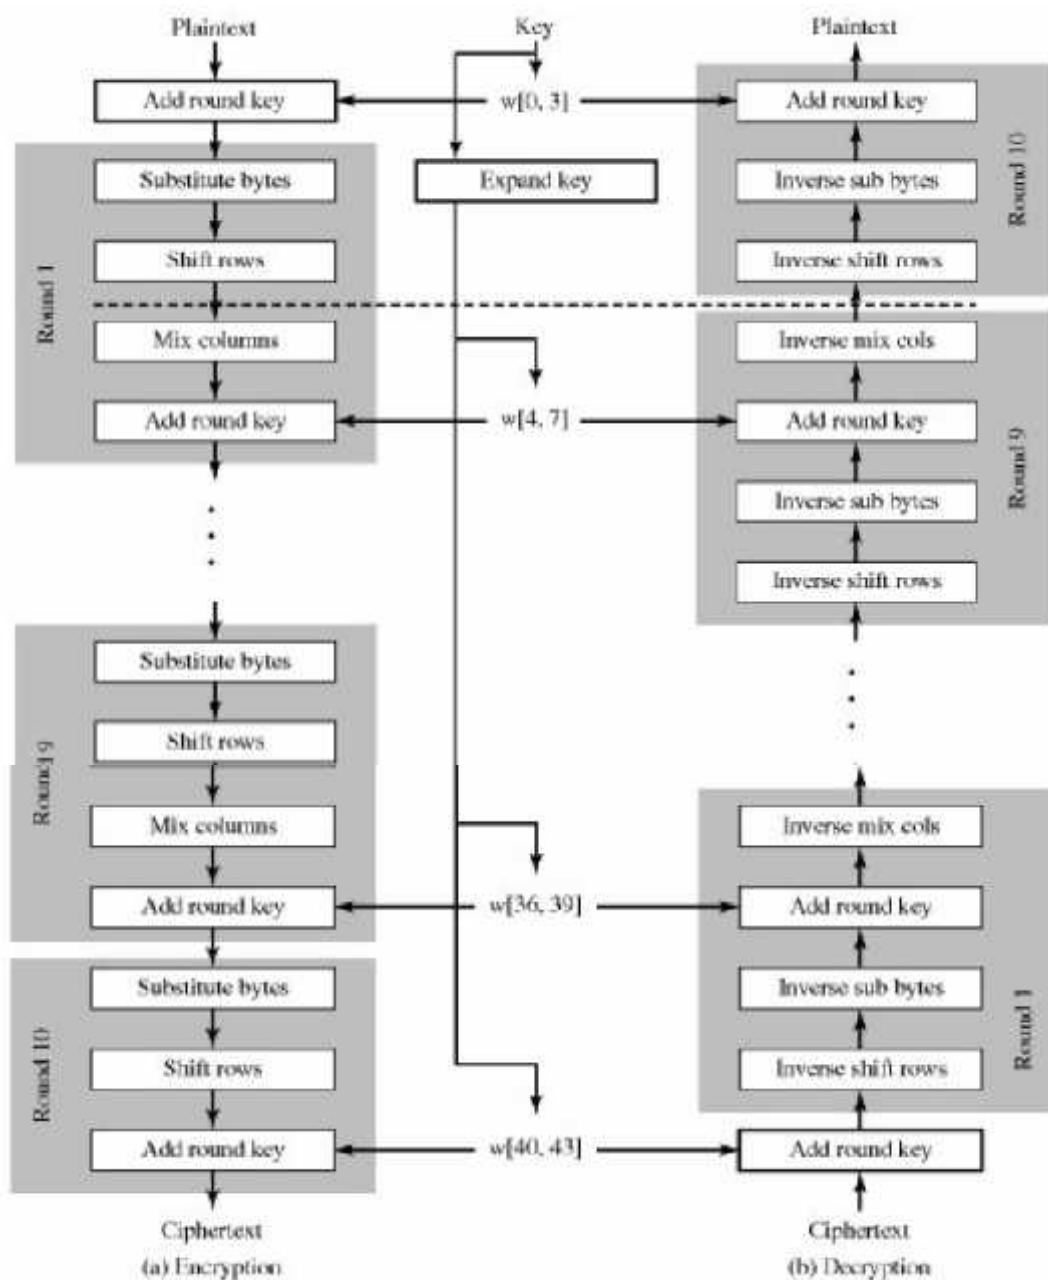 Plaintext
Key
Plaintext
Add round key
w[0, 3]
Add round key
Substitute bytes
Expand key
Inverse sub bytes
Round 10
Shift rows
Inverse shift rows
Round 1
Mix columns
Inverse mix cols
Add round key
w[4, 7]
Add round key
Round 9
Inverse sub bytes
Inverse shift rows
Substitute bytes
Shift rows
Round 9
Mix columns
Inverse mix cols
Add round key
w[36, 39]
Add round key
Substitute bytes
Inverse sub bytes
Round 1
Shift rows
Inverse shift rows
Round 10
Add round key
w[40, 43]
Add round key
Ciphertext
Ciphertext
(a) Encryption
(b) Decryption